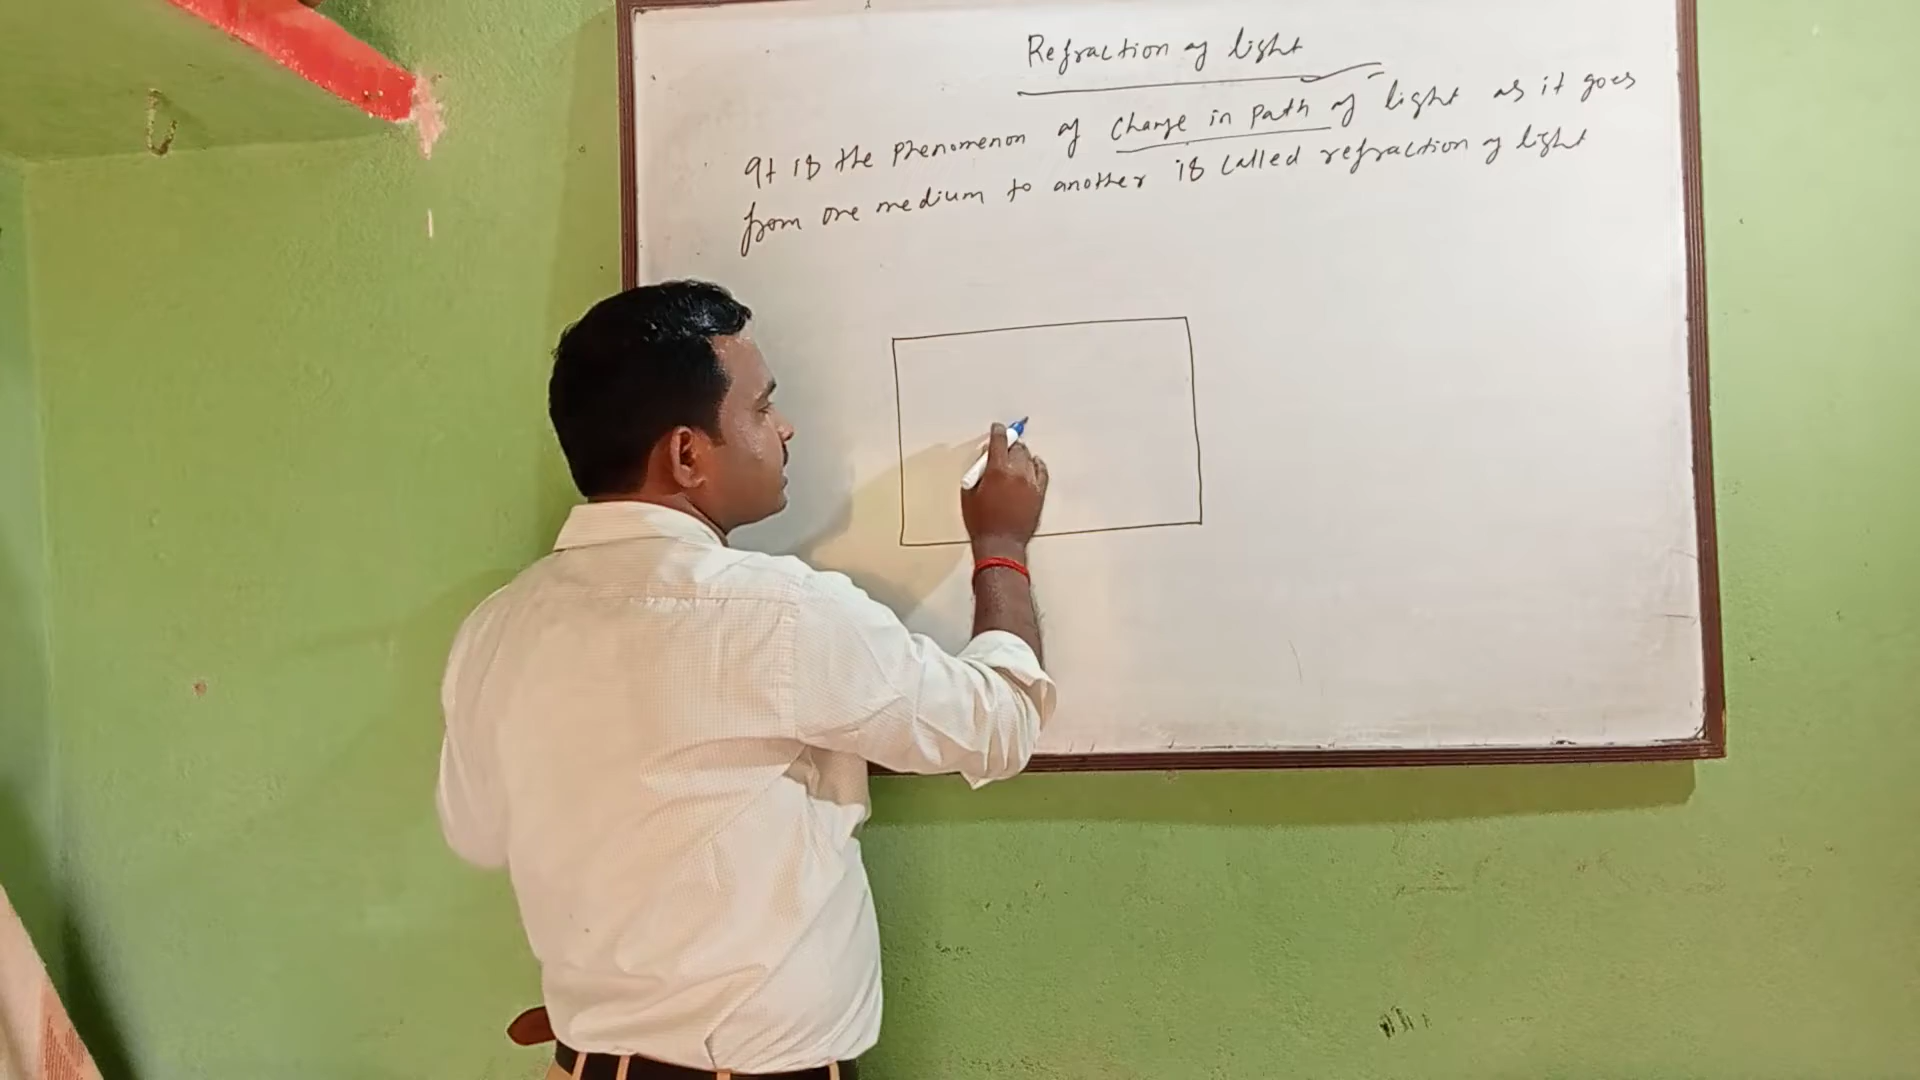 Refraction of light
It is the phenomenon of change in path of light as it goes
from one medium to another is called refraction of light